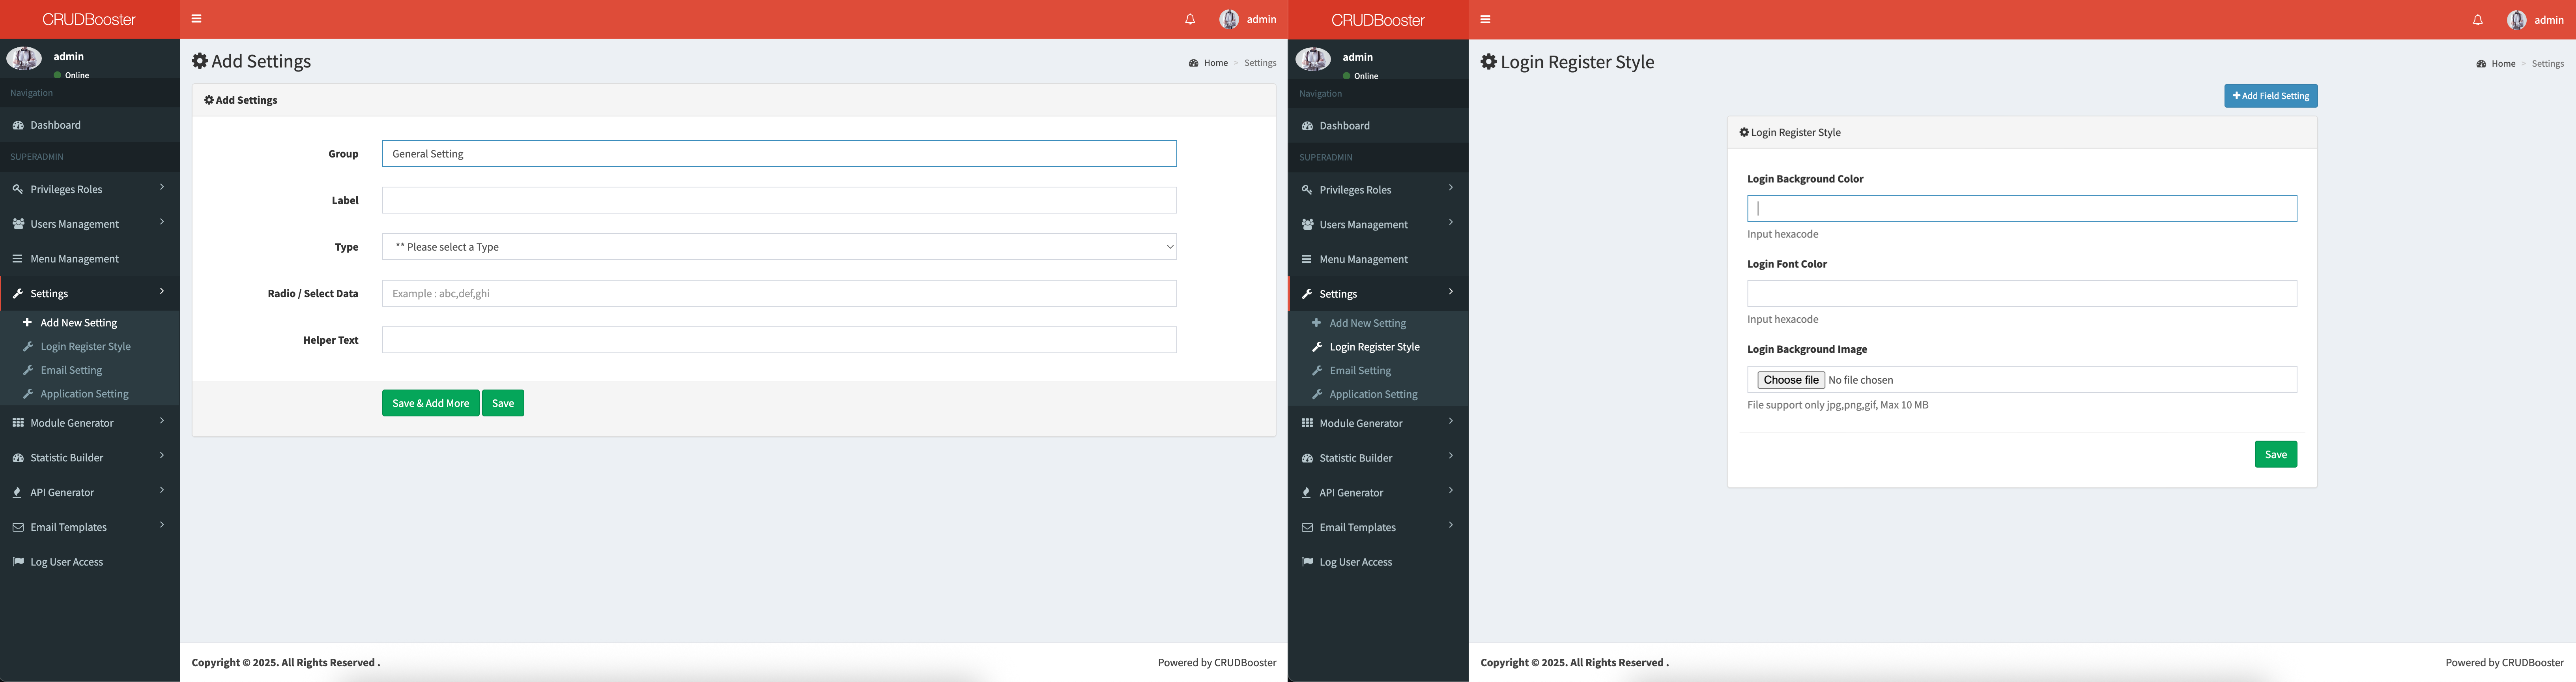 CRUDBooster
admin
admin
Online
Navigation
Dashboard
SUPERADMIN
Privileges Roles
Users Management
Menu Management
Settings
Add New Setting
Login Register Style
Email Setting
Application Setting
Module Generator
Statistic Builder
API Generator
Email Templates
Log User Access
Add Settings
Home > Settings
Add Settings
Group
General Setting
Label
Type
** Please select a Type
Radio / Select Data
Example : abc,def,ghi
Helper Text
Save & Add More
Save
Copyright © 2025. All Rights Reserved .
Powered by CRUDBooster
CRUDBooster
admin
admin
Online
Navigation
Dashboard
SUPERADMIN
Privileges Roles
Users Management
Menu Management
Settings
Add New Setting
Login Register Style
Email Setting
Application Setting
Module Generator
Statistic Builder
API Generator
Email Templates
Log User Access
Login Register Style
Home > Settings
Add Field Setting
Login Register Style
Login Background Color
Input hexacode
Login Font Color
Input hexacode
Login Background Image
Choose file No file chosen
File support only jpg,png,gif, Max 10 MB
Save
Copyright © 2025. All Rights Reserved .
Powered by CRUDBooster